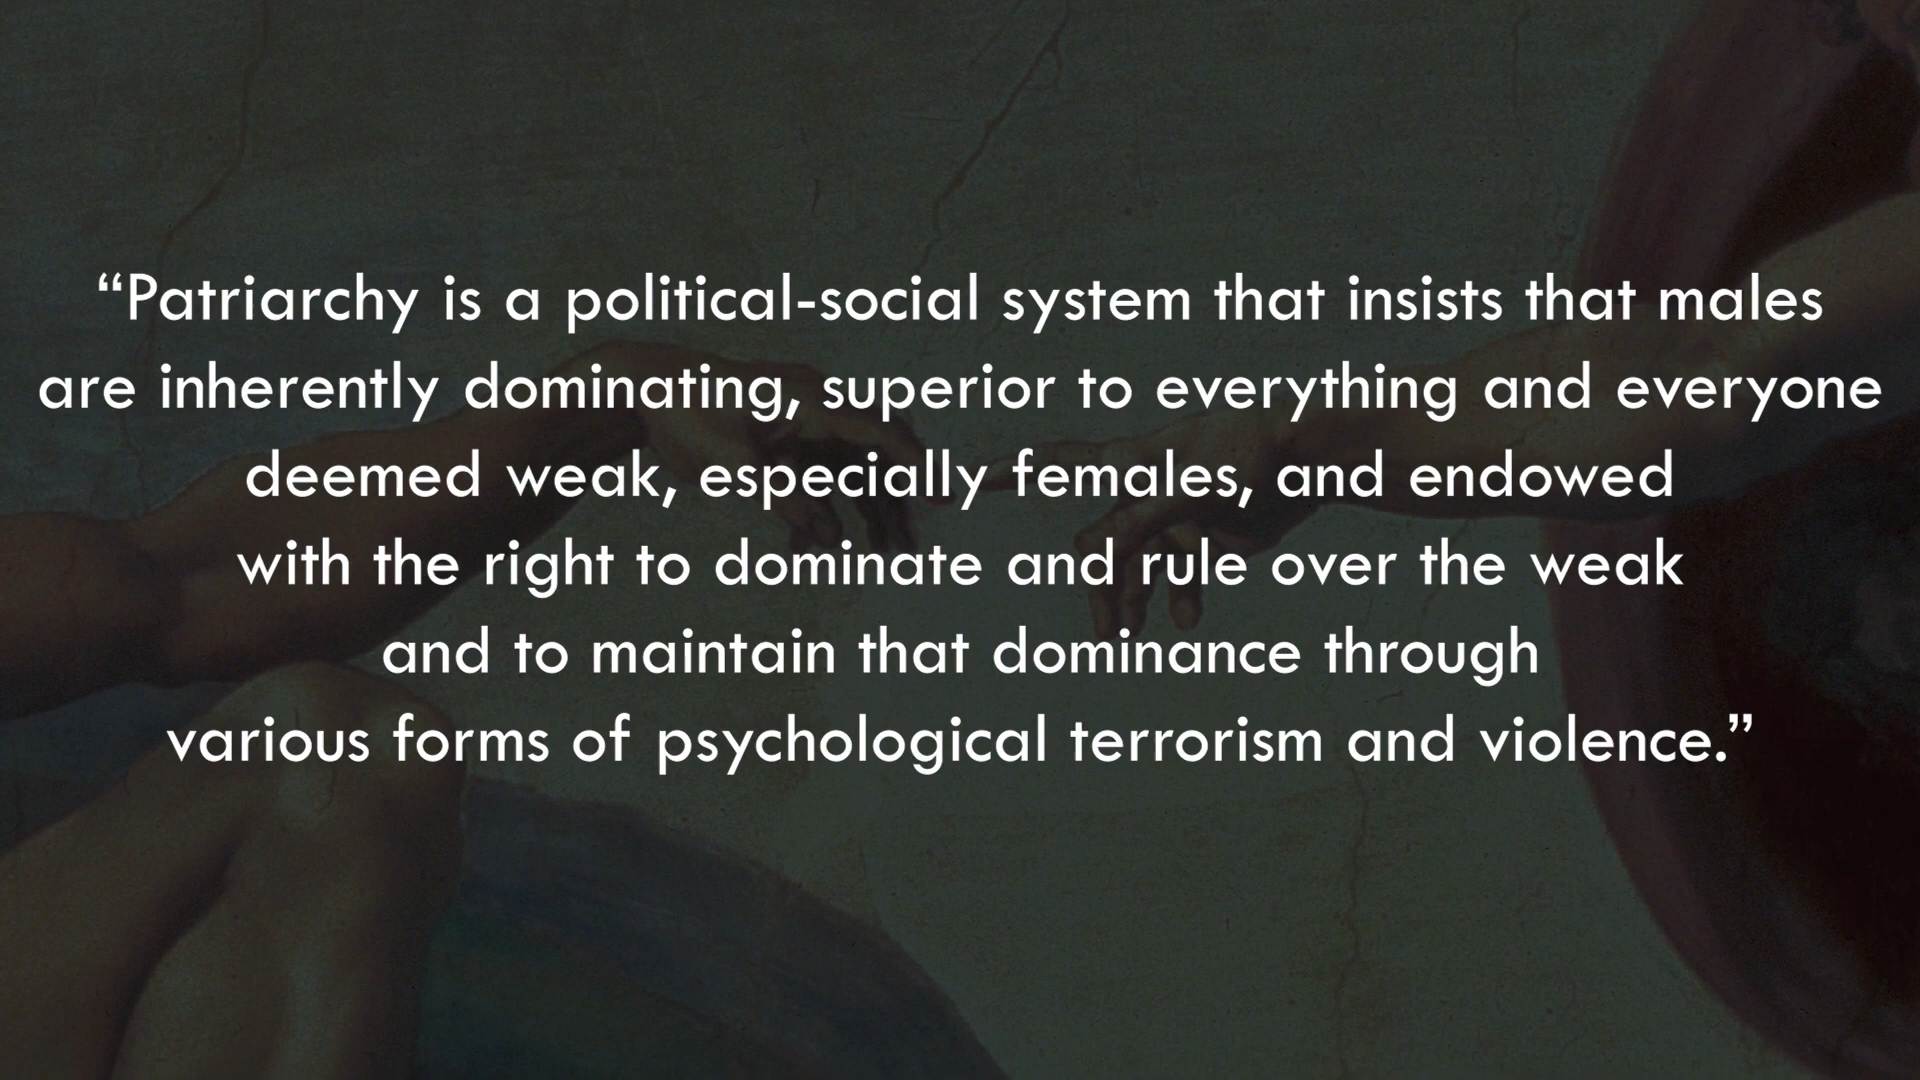 “Patriarchy is a political-social system that insists that males
are inherently dominating, superior to everything and everyone
deemed weak, especially females, and endowed
with the right to dominate and rule over the weak
and to maintain that dominance through
various forms of psychological terrorism and violence.”